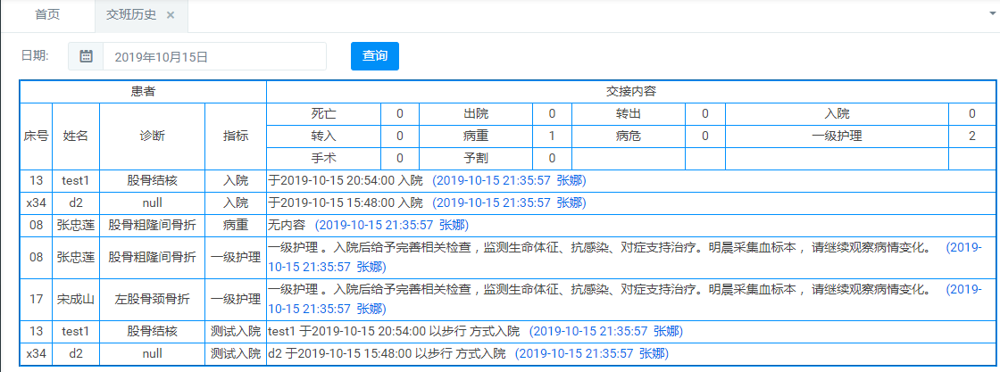 首页 交班历史 ×
日期: 2019年10月15日 查询
患者 交接内容
床号 姓名 诊断 指标
死亡 0 出院 0 转出 0 入院 0
转入 0 病重 1 病危 0 一级护理 2
手术 0 予割 0
13 test1 股骨结核 入院 于2019-10-15 20:54:00 入院 (2019-10-15 21:35:57 张娜)
x34 d2 null 入院 于2019-10-15 15:48:00 入院 (2019-10-15 21:35:57 张娜)
08 张忠莲 股骨粗隆间骨折 病重 无内容 (2019-10-15 21:35:57 张娜)
08 张忠莲 股骨粗隆间骨折 一级护理 一级护理 。入院后给予完善相关检查，监测生命体征、抗感染、对症支持治疗。明晨采集血标本，请继续观察病情变化。 (2019-
10-15 21:35:57 张娜)
17 宋成山 左股骨颈骨折 一级护理 一级护理 。入院后给予完善相关检查，监测生命体征、抗感染、对症支持治疗。明晨采集血标本，请继续观察病情变化。 (2019-
10-15 21:35:57 张娜)
13 test1 股骨结核 测试入院 test1 于2019-10-15 20:54:00 以步行 方式入院 (2019-10-15 21:35:57 张娜)
x34 d2 null 测试入院 d2 于2019-10-15 15:48:00 以步行 方式入院 (2019-10-15 21:35:57 张娜)